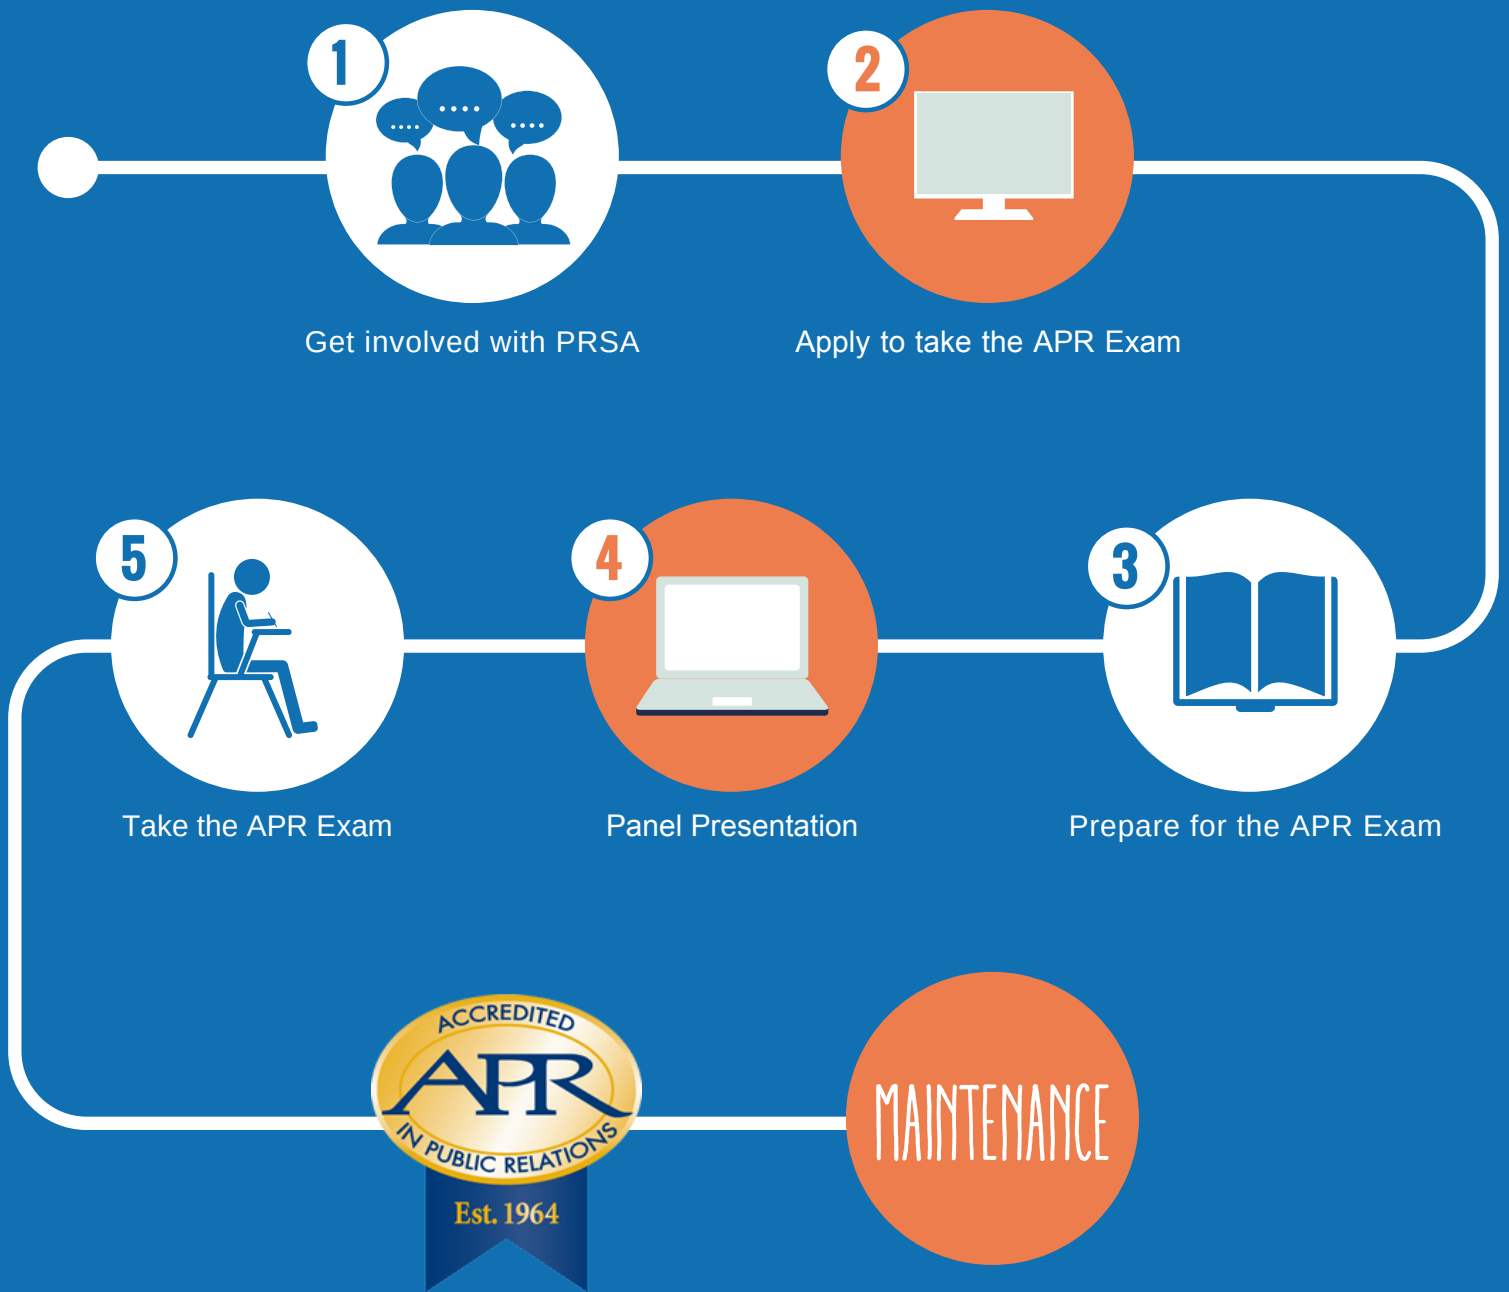 1
Get involved with PRSA
2
Apply to take the APR Exam
3
Prepare for the APR Exam
4
Panel Presentation
5
Take the APR Exam
ACCREDITED
APR
IN PUBLIC RELATIONS
Est. 1964
MAINTENANCE